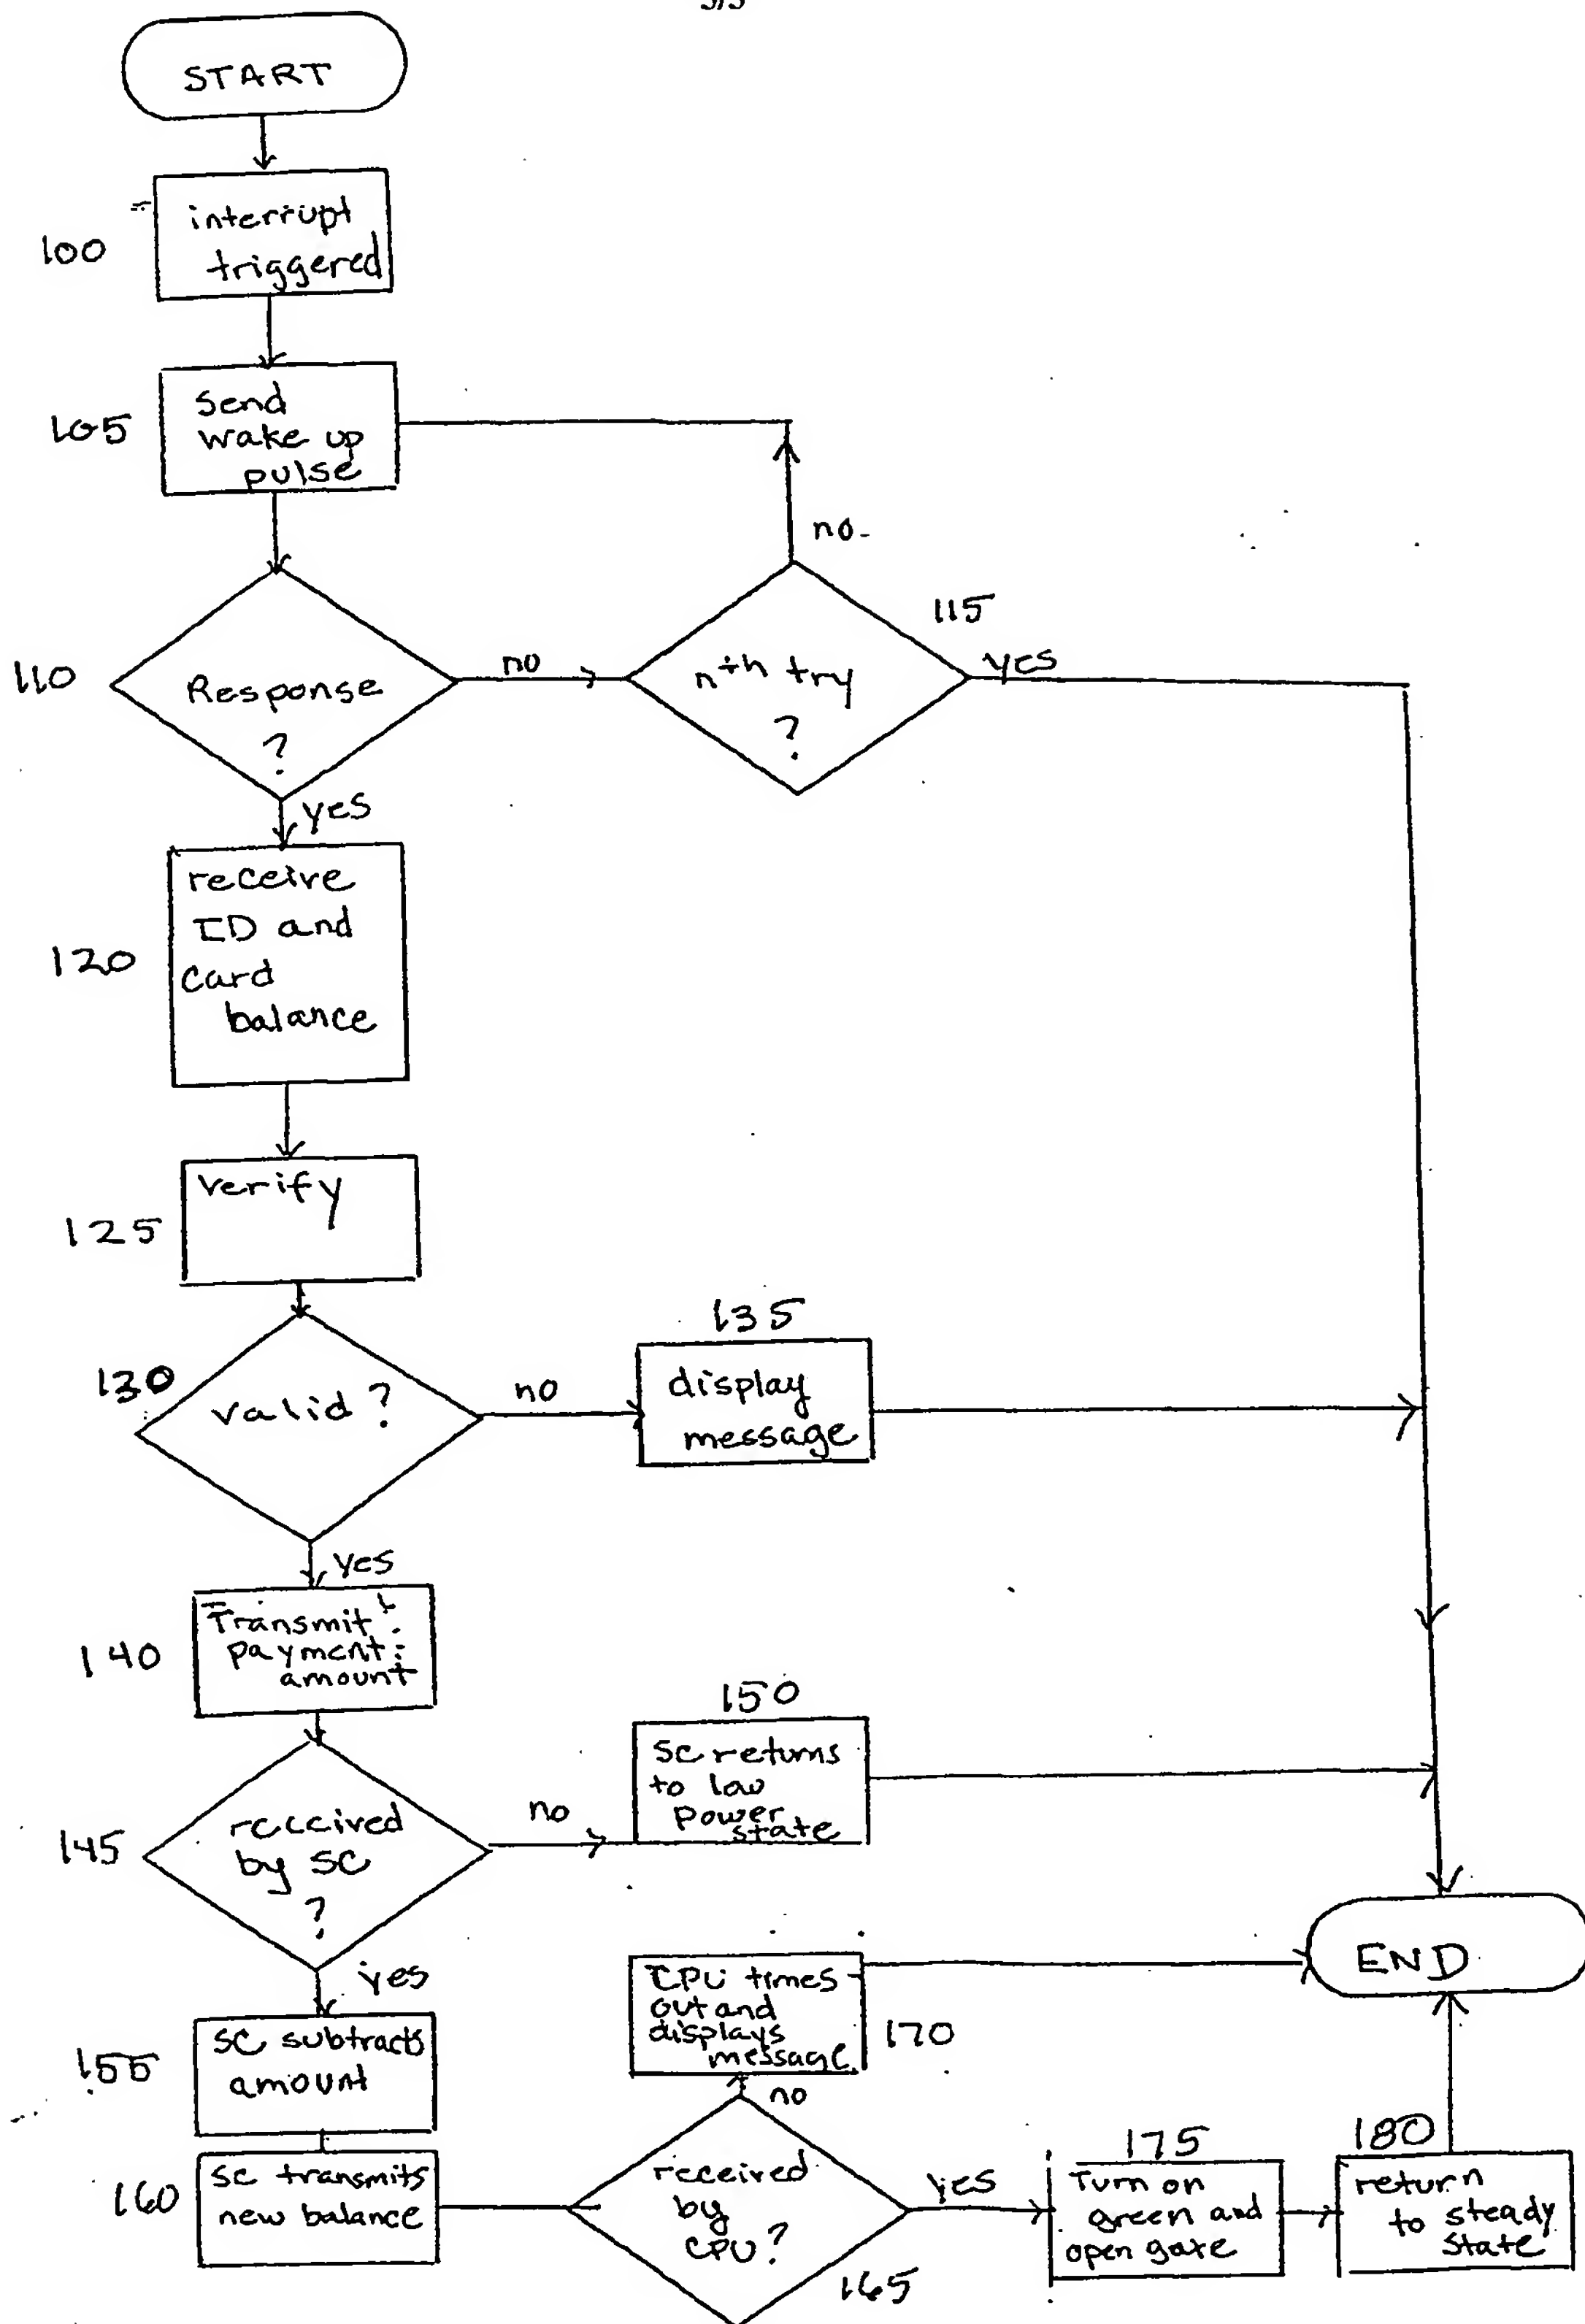 START
100
interrupt
triggered
105
send
wake up
pulse
no
115
110
Response
?
no
nth try
?
yes
yes
120
receive
ID and
card
balance
125
verify
135
130
valid?
no
display
message
yes
140
Transmit
payment
amount
150
SC returns
to low
power
state
145
received
by SC
?
no
yes
END
CPU times
out and
displays
message
170
155
SC subtracts
amount
no
160
SC transmits
new balance
received
by
CPU?
165
yes
175
Turn on
green and
open gate
180
return
to steady
state